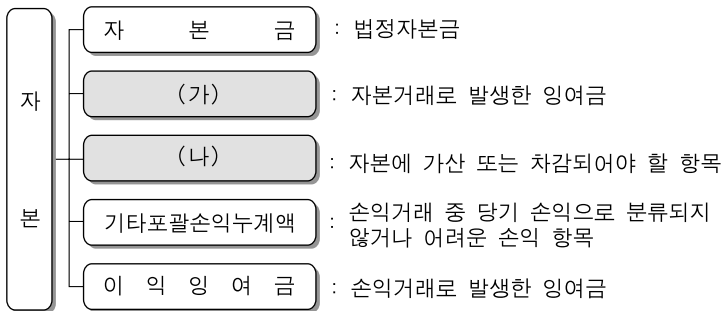 자 본
자 본 금 : 법정자본금
(가) : 자본거래로 발생한 잉여금
(나) : 자본에 가산 또는 차감되어야 할 항목
기타포괄손익누계액 : 손익거래 중 당기 손익으로 분류되지
않거나 어려운 손익 항목
이 익 잉 여 금 : 손익거래로 발생한 잉여금